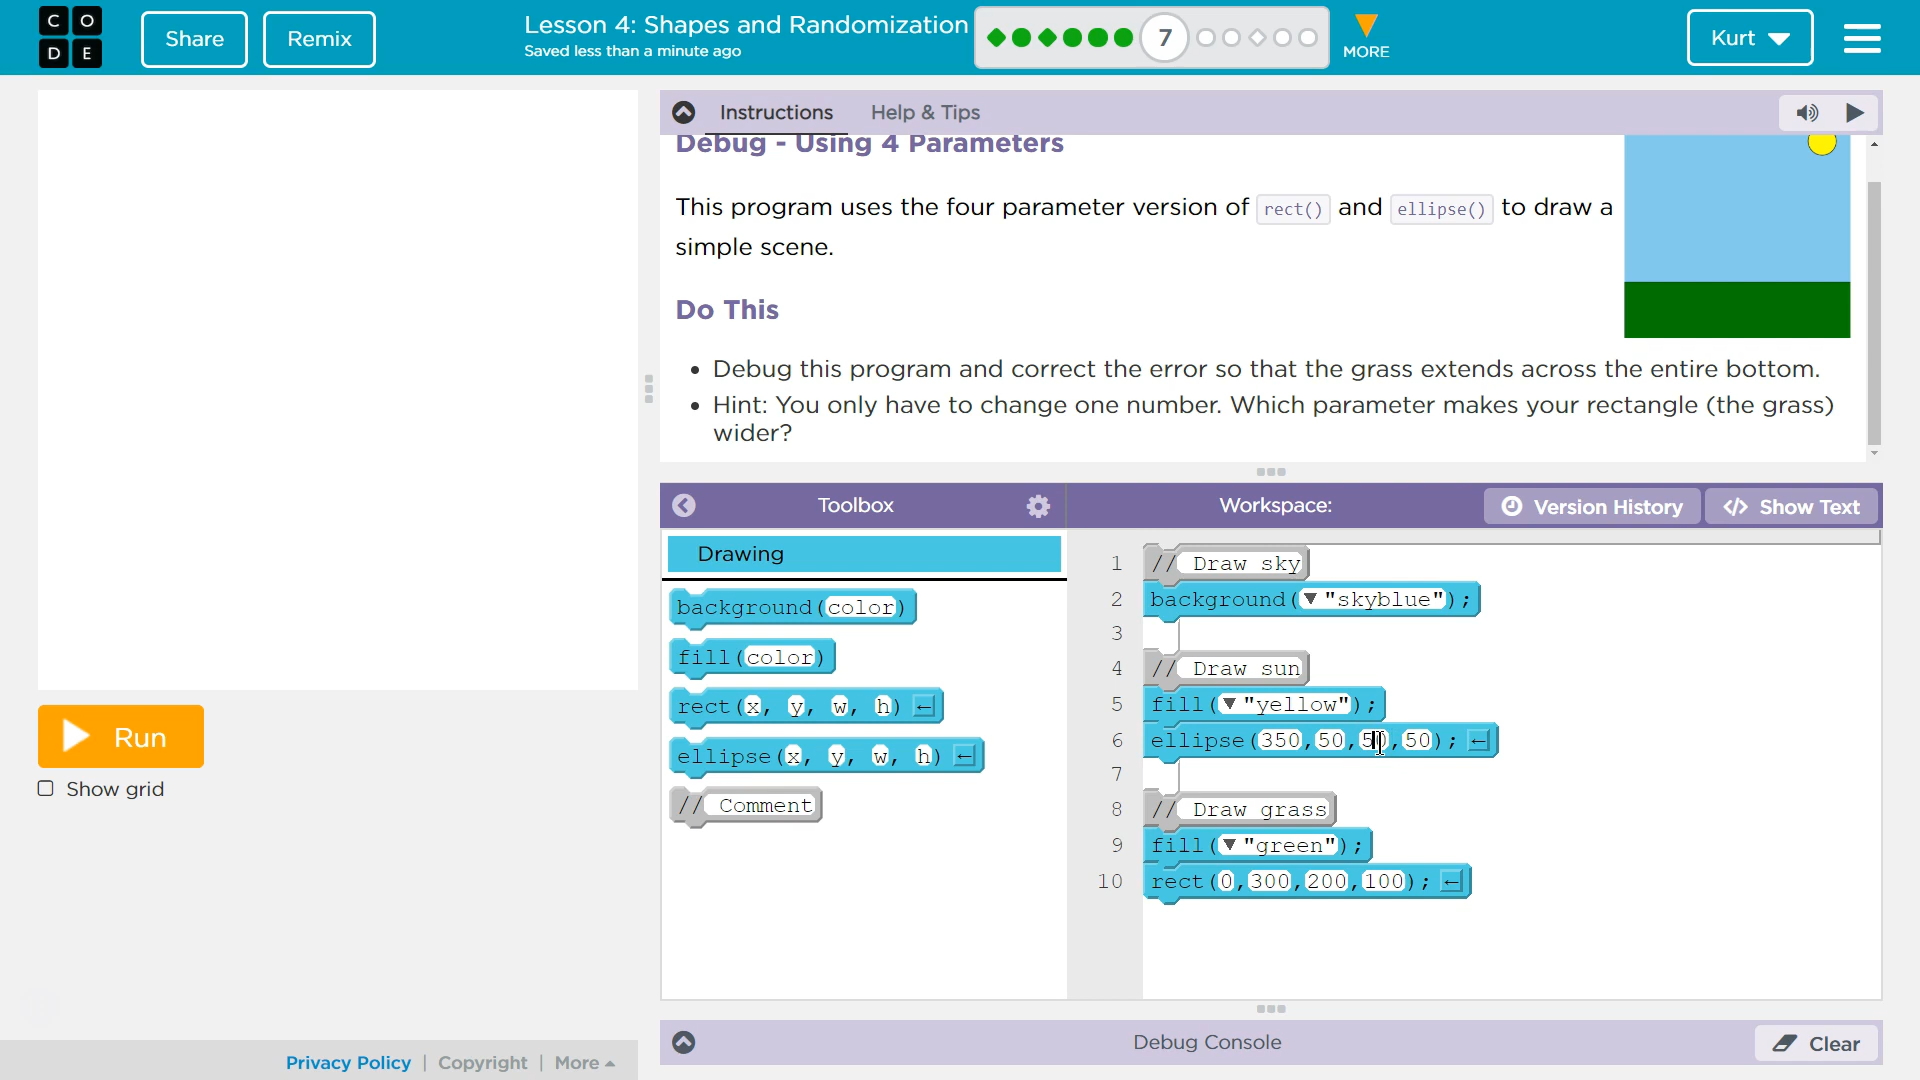 C O
D E
Share
Remix
Lesson 4: Shapes and Randomization
Saved less than a minute ago
7
MORE
Kurt
Instructions
Help & Tips
Debug - Using 4 Parameters
This program uses the four parameter version of rect() and ellipse() to draw a
simple scene.
Do This
• Debug this program and correct the error so that the grass extends across the entire bottom.
• Hint: You only have to change one number. Which parameter makes your rectangle (the grass)
wider?
Toolbox
Workspace:
Version History
</> Show Text
Drawing
background(color)
fill(color)
rect(x, y, w, h) ←
ellipse(x, y, w, h) ←
// Comment
1 // Draw sky
2 background(▼ "skyblue");
3
4 // Draw sun
5 fill(▼ "yellow");
6 ellipse(350,50,50,50); ←
7
8 // Draw grass
9 fill(▼ "green");
10 rect(0,300,200,100); ←
Run
Show grid
Debug Console
Clear
Privacy Policy | Copyright | More